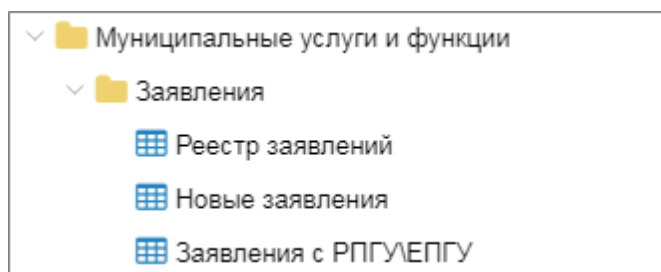 Муниципальные услуги и функции
Заявления
Реестр заявлений
Новые заявления
Заявления с РПГУ\ЕПГУ